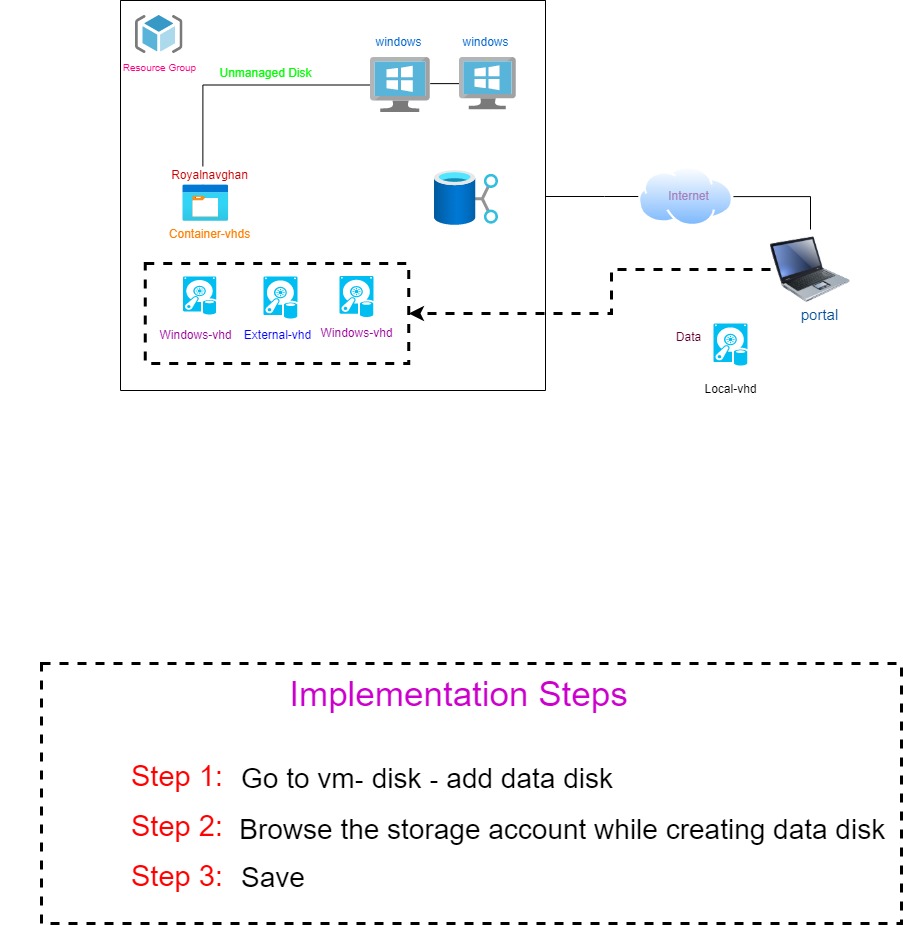 windows
windows
Resource Group
Unmanaged Disk
Royalnavghan
Container-vhds
Internet
Windows-vhd
External-vhd
Windows-vhd
portal
Data
Local-vhd
Implementation Steps
Step 1: Go to vm- disk - add data disk
Step 2: Browse the storage account while creating data disk
Step 3: Save